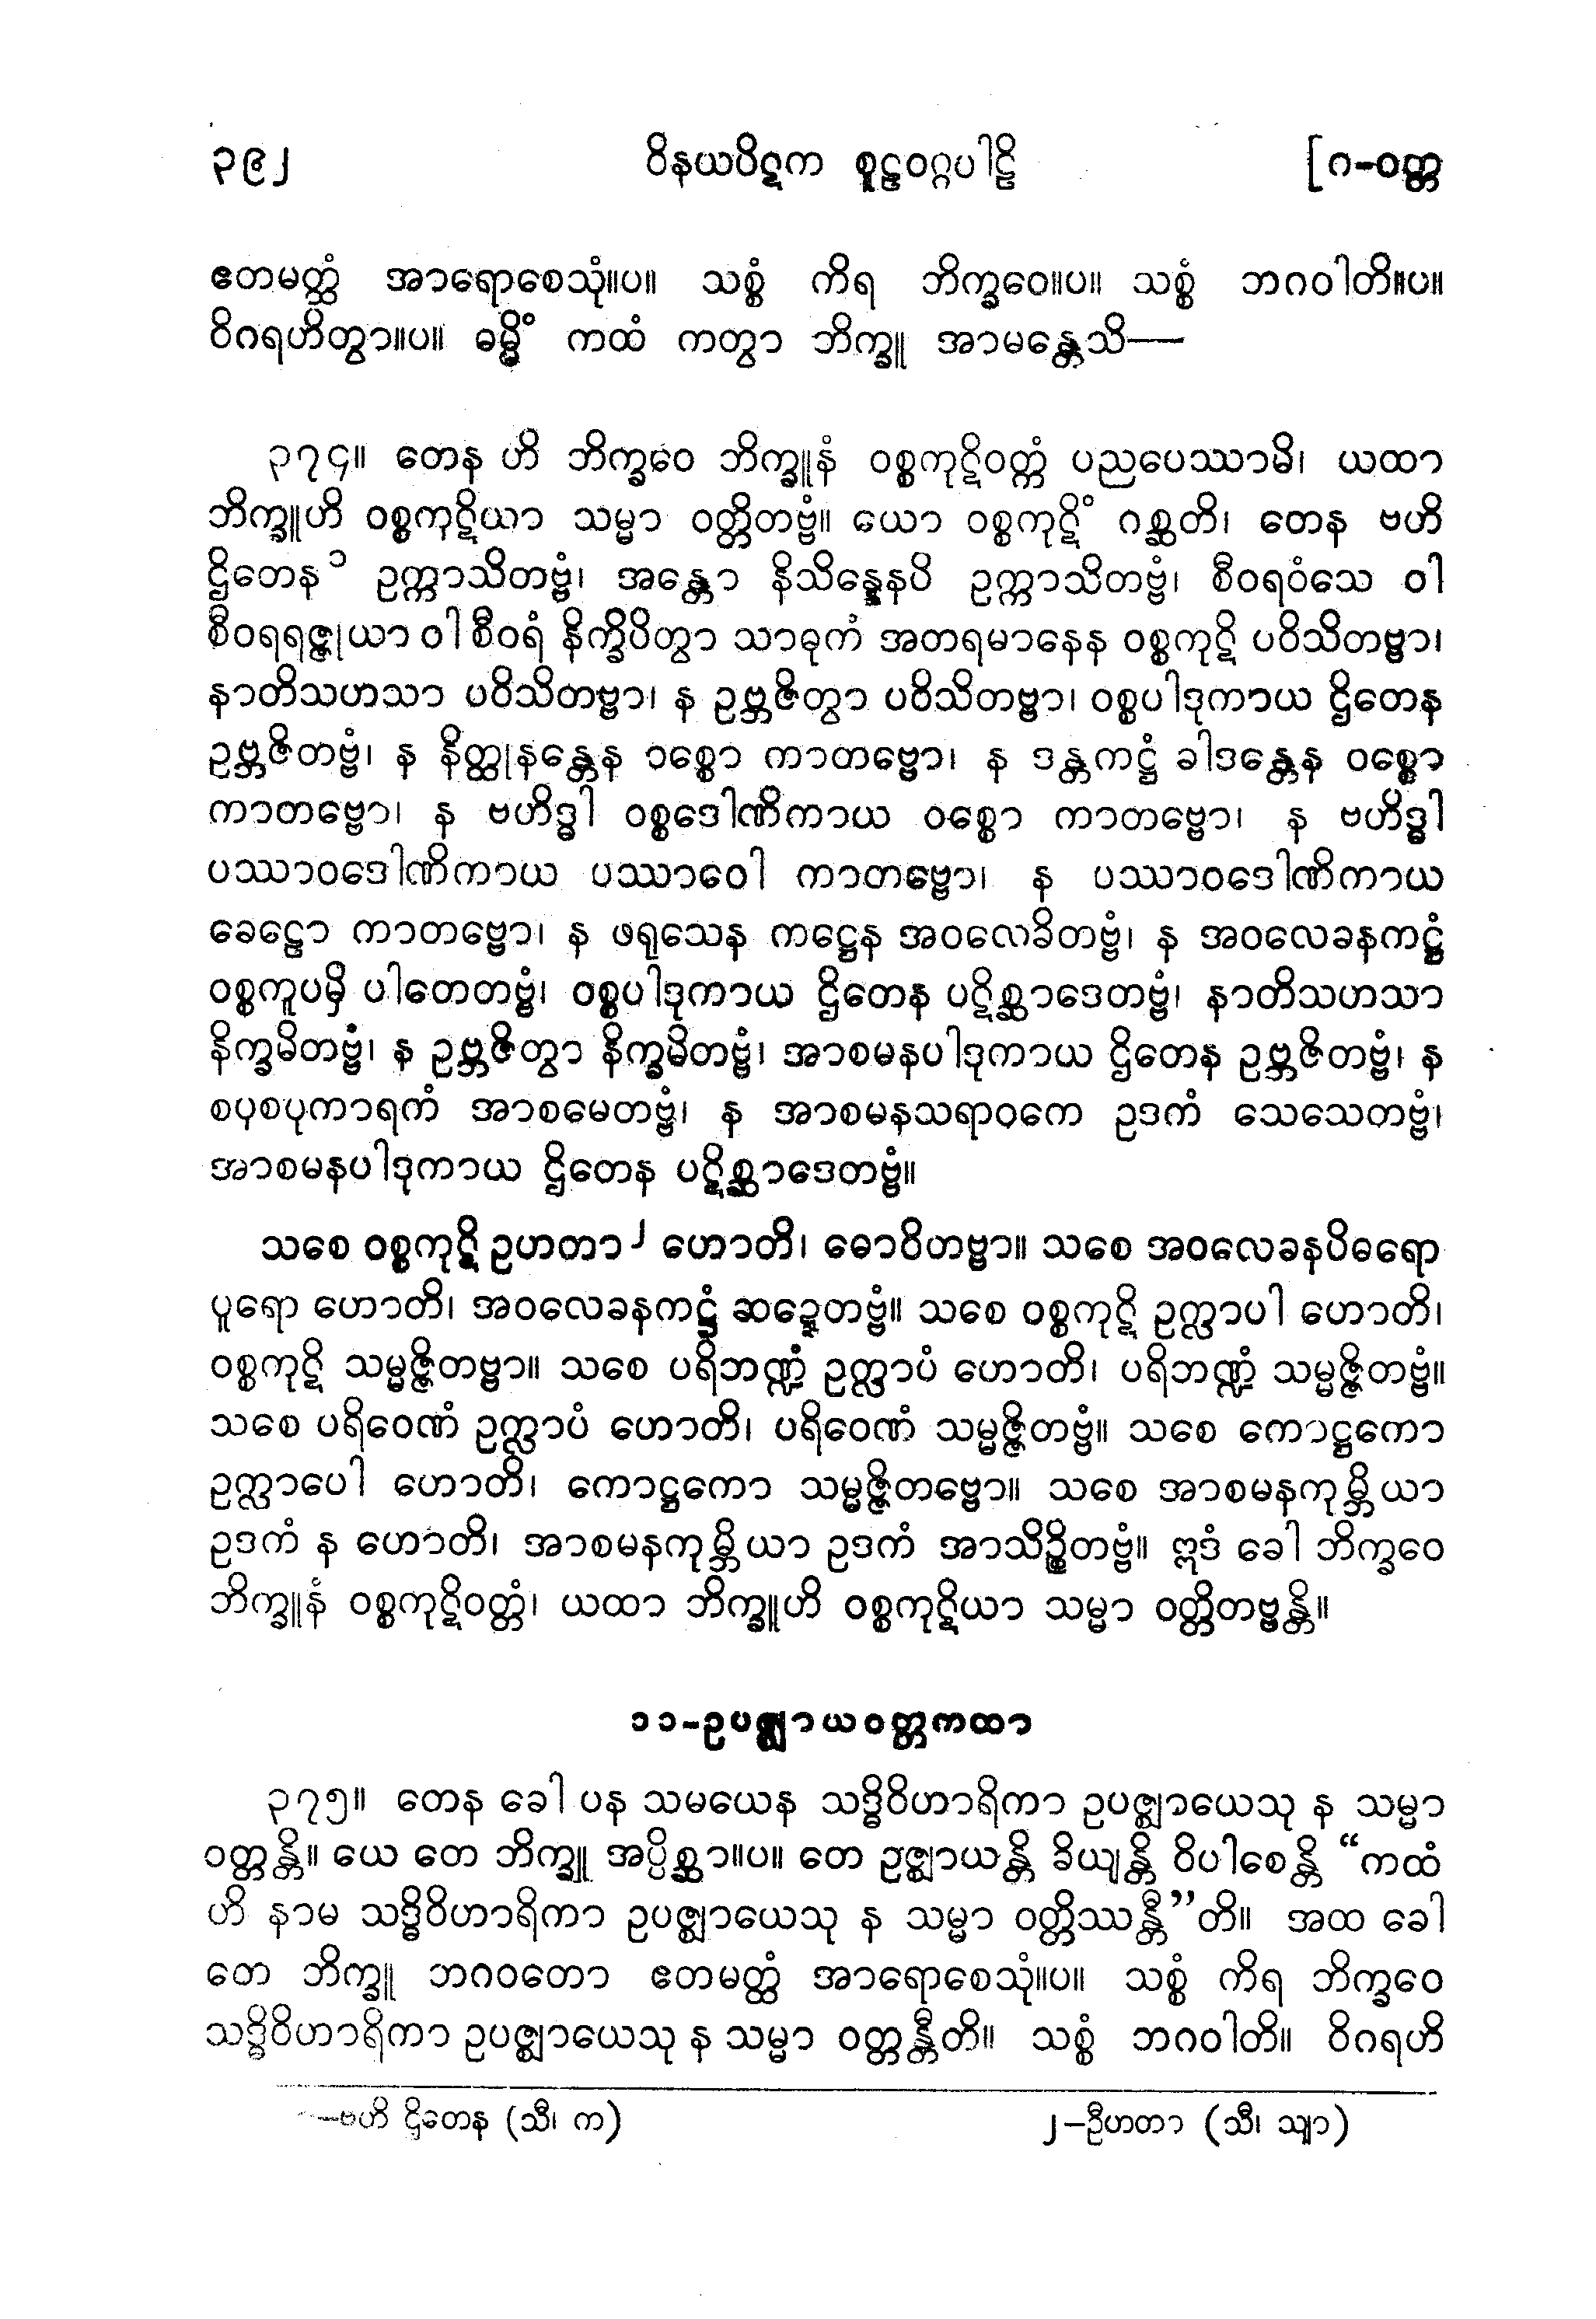 ၃၉၂ ဝိနယပိဋက စူဠဝဂ္ဂပါဠိ [ဂ-ဝတ္တ
ဧတမတ္ထံ အာရောစေသုံ။ပ။ သစ္စံ ကိရ ဘိက္ခဝေ။ပ။ သစ္စံ ဘဂဝါတိ။ပ။
ဝိဂရဟိတွာ။ပ။ ဓမ္မိံ ကထံ ကတွာ ဘိက္ခူ အာမန္တေသိ—
၃၇၄။ တေန ဟိ ဘိက္ခဝေ ဘိက္ခူနံ ဝစ္စကုဋိဝတ္တံ ပညပေဿာမိ၊ ယထာ
ဘိက္ခူဟိ ဝစ္စကုဋိယာ သမ္မာ ဝတ္တိတဗ္ဗံ။ ယော ဝစ္စကုဋိံ ဂစ္ဆတိ၊ တေန ဗဟိ
ဌိတေန ၁ ဥက္ကာသိတဗ္ဗံ၊ အန္တော နိသိန္နေနပိ ဥက္ကာသိတဗ္ဗံ၊ စီဝရဝံသေ ဝါ
စီဝရရဇ္ဇုယာ ဝါ စီဝရံ နိက္ခိပိတွာ သာဓုကံ အတရမာနေန ဝစ္စကုဋိ ပဝိသိတဗ္ဗာ၊
နာတိသဟသာ ပဝိသိတဗ္ဗာ၊ န ဥဗ္ဘဇိတွာ ပဝိသိတဗ္ဗာ၊ ဝစ္စပါဒုကာယ ဌိတေန
ဥဗ္ဘဇိတဗ္ဗံ၊ န နိတ္ထုနန္တေန ဝစ္စော ကာတဗ္ဗော၊ န ဒန္တကဋ္ဌံ ခါဒန္တေန ဝစ္စော
ကာတဗ္ဗော၊ န ဗဟိဒ္ဓါ ဝစ္စဒေါဏိကာယ ဝစ္စော ကာတဗ္ဗော၊ န ဗဟိဒ္ဓါ
ပဿာဝဒေါဏိကာယ ပဿာဝေါ ကာတဗ္ဗော၊ န ပဿာဝဒေါဏိကာယ
ခေဠော ကာတဗ္ဗော၊ န ဖရုသေန ကဋ္ဌေန အဝလေခိတဗ္ဗံ၊ န အဝလေခနကဋ္ဌံ
ဝစ္စကူပမှိ ပါတေတဗ္ဗံ၊ ဝစ္စပါဒုကာယ ဌိတေန ပဋိစ္ဆာဒေတဗ္ဗံ၊ နာတိသဟသာ
နိက္ခမိတဗ္ဗံ၊ န ဥဗ္ဘဇိတွာ နိက္ခမိတဗ္ဗံ၊ အာစမနပါဒုကာယ ဌိတေန ဥဗ္ဘဇိတဗ္ဗံ၊ န
စပုစပုကာရကံ အာစမေတဗ္ဗံ၊ န အာစမနသရာဝကေ ဥဒကံ သေသေတဗ္ဗံ၊
အာစမနပါဒုကာယ ဌိတေန ပဋိစ္ဆာဒေတဗ္ဗံ။
သစေ ဝစ္စကုဋိ ဥဟတာ ၂ ဟောတိ၊ ဓောဝိတဗ္ဗာ။ သစေ အဝလေခနပိဓရော
ပူရော ဟောတိ၊ အဝလေခနကဋ္ဌံ ဆဍ္ဍေတဗ္ဗံ။ သစေ ဝစ္စကုဋိ ဥက္လာပါ ဟောတိ၊
ဝစ္စကုဋိ သမ္မဇ္ဇိတဗ္ဗာ။ သစေ ပရိဘဏ္ဍံ ဥက္လာပံ ဟောတိ၊ ပရိဘဏ္ဍံ သမ္မဇ္ဇိတဗ္ဗံ။
သစေ ပရိဝေဏံ ဥက္လာပံ ဟောတိ၊ ပရိဝေဏံ သမ္မဇ္ဇိတဗ္ဗံ။ သစေ ကောဋ္ဌကော
ဥက္လာပေါ ဟောတိ၊ ကောဋ္ဌကော သမ္မဇ္ဇိတဗ္ဗော။ သစေ အာစမနကုမ္ဘိယာ
ဥဒကံ န ဟောတိ၊ အာစမနကုမ္ဘိယာ ဥဒကံ အာသိဉ္စိတဗ္ဗံ။ ဣဒံ ခေါ ဘိက္ခဝေ
ဘိက္ခူနံ ဝစ္စကုဋိဝတ္တံ၊ ယထာ ဘိက္ခူဟိ ဝစ္စကုဋိယာ သမ္မာ ဝတ္တိတဗ္ဗန္တိ။
၁၁-ဥပဇ္ဈာယဝတ္တကထာ
၃၇၅။ တေန ခေါ ပန သမယေန သဒ္ဓိဝိဟာရိကာ ဥပဇ္ဈာယေသု န သမ္မာ
ဝတ္တန္တိ။ ယေ တေ ဘိက္ခူ အပ္ပိစ္ဆာ။ပ။ တေ ဥဇ္ဈာယန္တိ ခိယျန္တိ ဝိပါစေန္တိ “ကထံ
ဟိ နာမ သဒ္ဓိဝိဟာရိကာ ဥပဇ္ဈာယေသု န သမ္မာ ဝတ္တိဿန္တီ”တိ။ အထ ခေါ
တေ ဘိက္ခူ ဘဂဝတော ဧတမတ္ထံ အာရောစေသုံ။ပ။ သစ္စံ ကိရ ဘိက္ခဝေ
သဒ္ဓိဝိဟာရိကာ ဥပဇ္ဈာယေသု န သမ္မာ ဝတ္တန္တီတိ။ သစ္စံ ဘဂဝါတိ။ ဝိဂရဟိ
—ဗဟိ ဌိတေန (သီ၊ က) ၂—ဦဟတာ (သီ၊ သျာ)